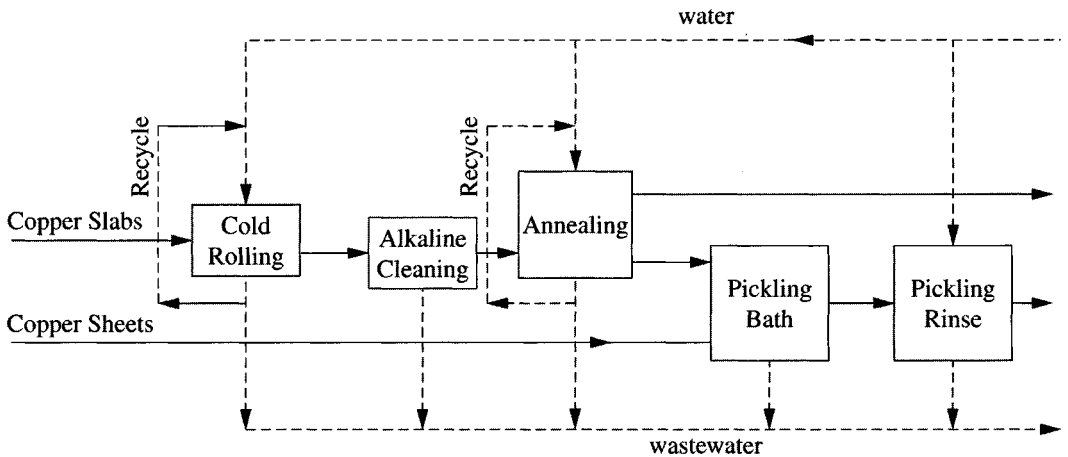 water
Recycle
Recycle
Copper Slabs
Cold
Rolling
Alkaline
Cleaning
Annealing
Pickling
Bath
Pickling
Rinse
Copper Sheets
wastewater